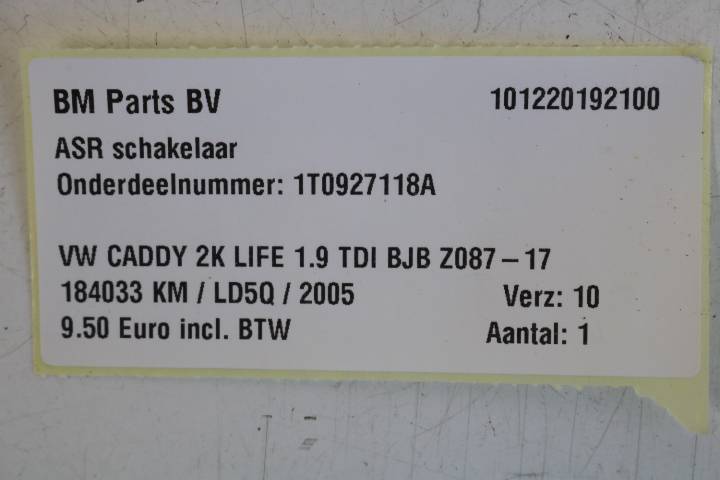 BM Parts BV 101220192100
ASR schakelaar
Onderdeelnummer: 1T0927118A
VW CADDY 2K LIFE 1.9 TDI BJB Z087 – 17
184033 KM / LD5Q / 2005 Verz: 10
9.50 Euro incl. BTW Aantal: 1